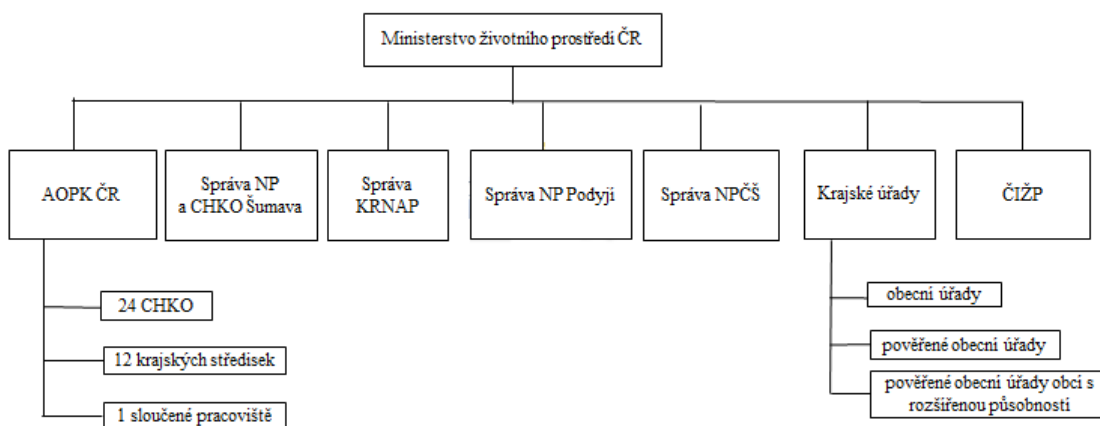 Ministerstvo životního prostředí ČR
AOPK ČR
Správa NP
a CHKO Šumava
Správa
KRNAP
Správa NP Podyjí
Správa NPČŠ
Krajské úřady
ČIŽP
24 CHKO
12 krajských středisek
1 sloučené pracoviště
obecní úřady
pověřené obecní úřady
pověřené obecní úřady obcí s
rozšířenou působností